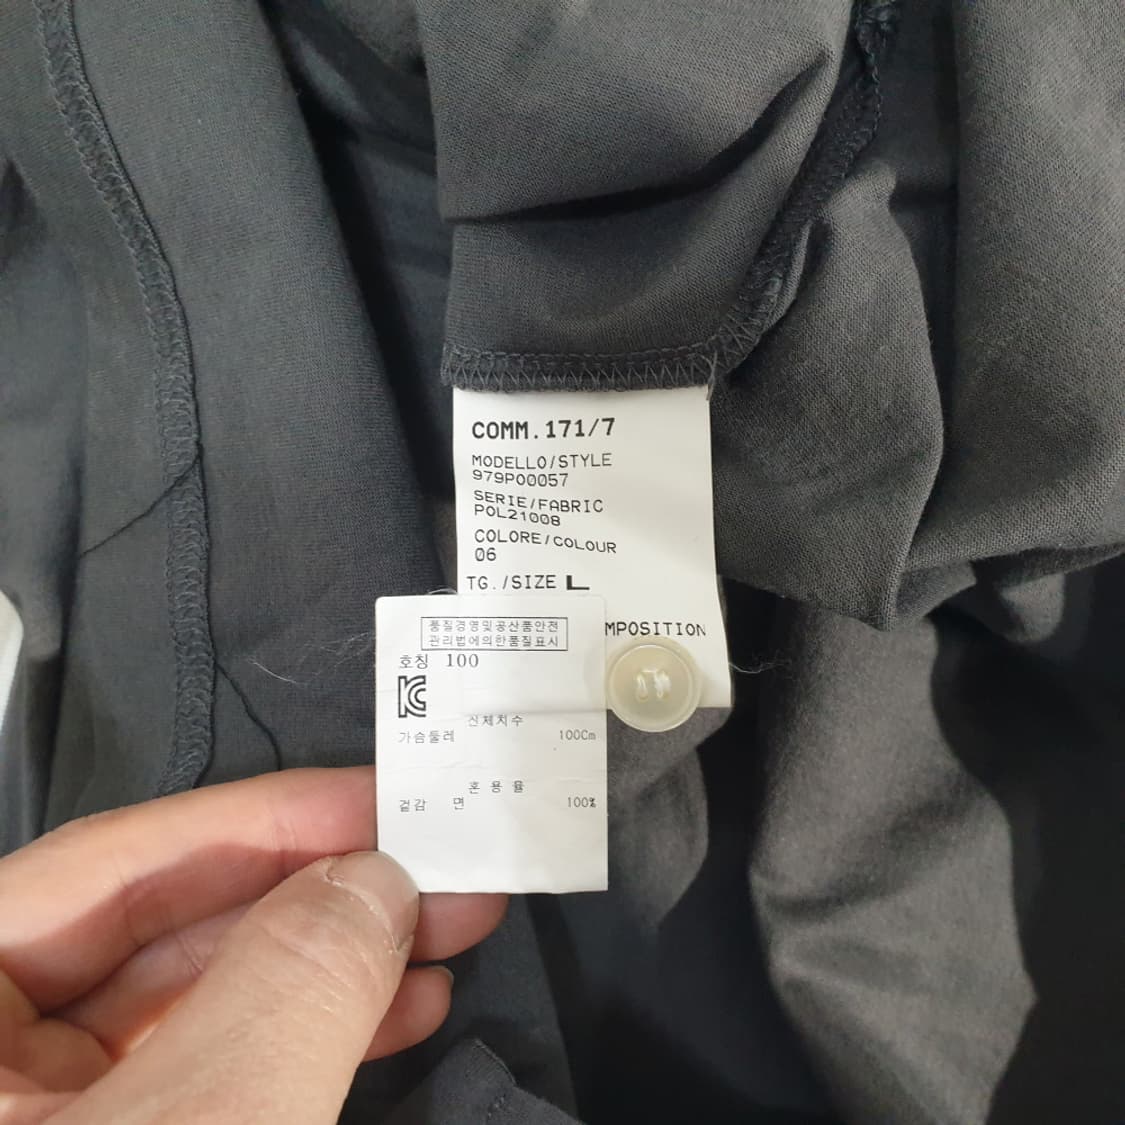 COMM.171/7
MODELLO/STYLE
979P00057
SERIE/FABRIC
POL21008
COLORE/COLOUR
06
TG./SIZE L
MPOSITION
품질경영및공산품안전
관리법에의한품질표시
호칭 100
신체치수
가슴둘레 100Cm
혼 용 율
겉감 면 100%